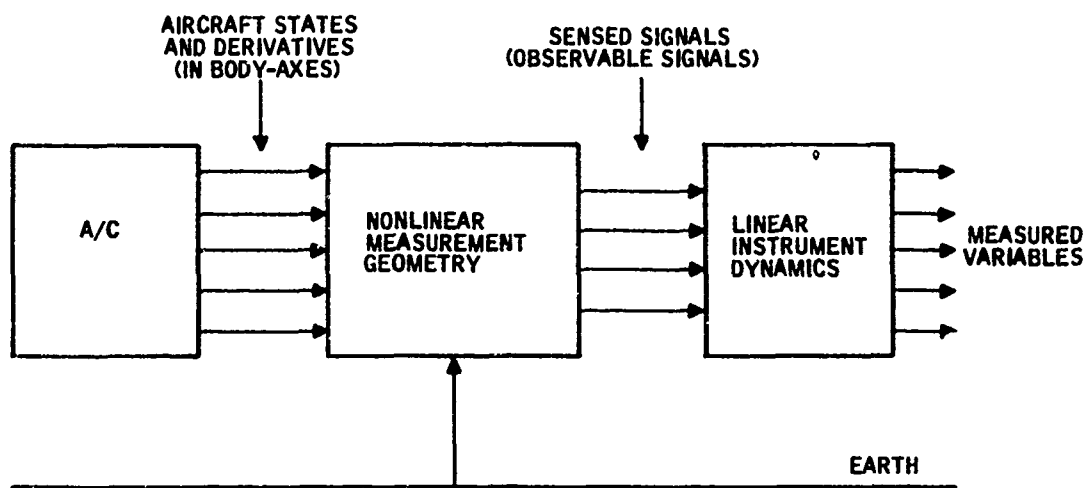 AIRCRAFT STATES
AND DERIVATIVES
(IN BODY-AXES)
SENSED SIGNALS
(OBSERVABLE SIGNALS)
A/C
NONLINEAR
MEASUREMENT
GEOMETRY
LINEAR
INSTRUMENT
DYNAMICS
MEASURED
VARIABLES
EARTH